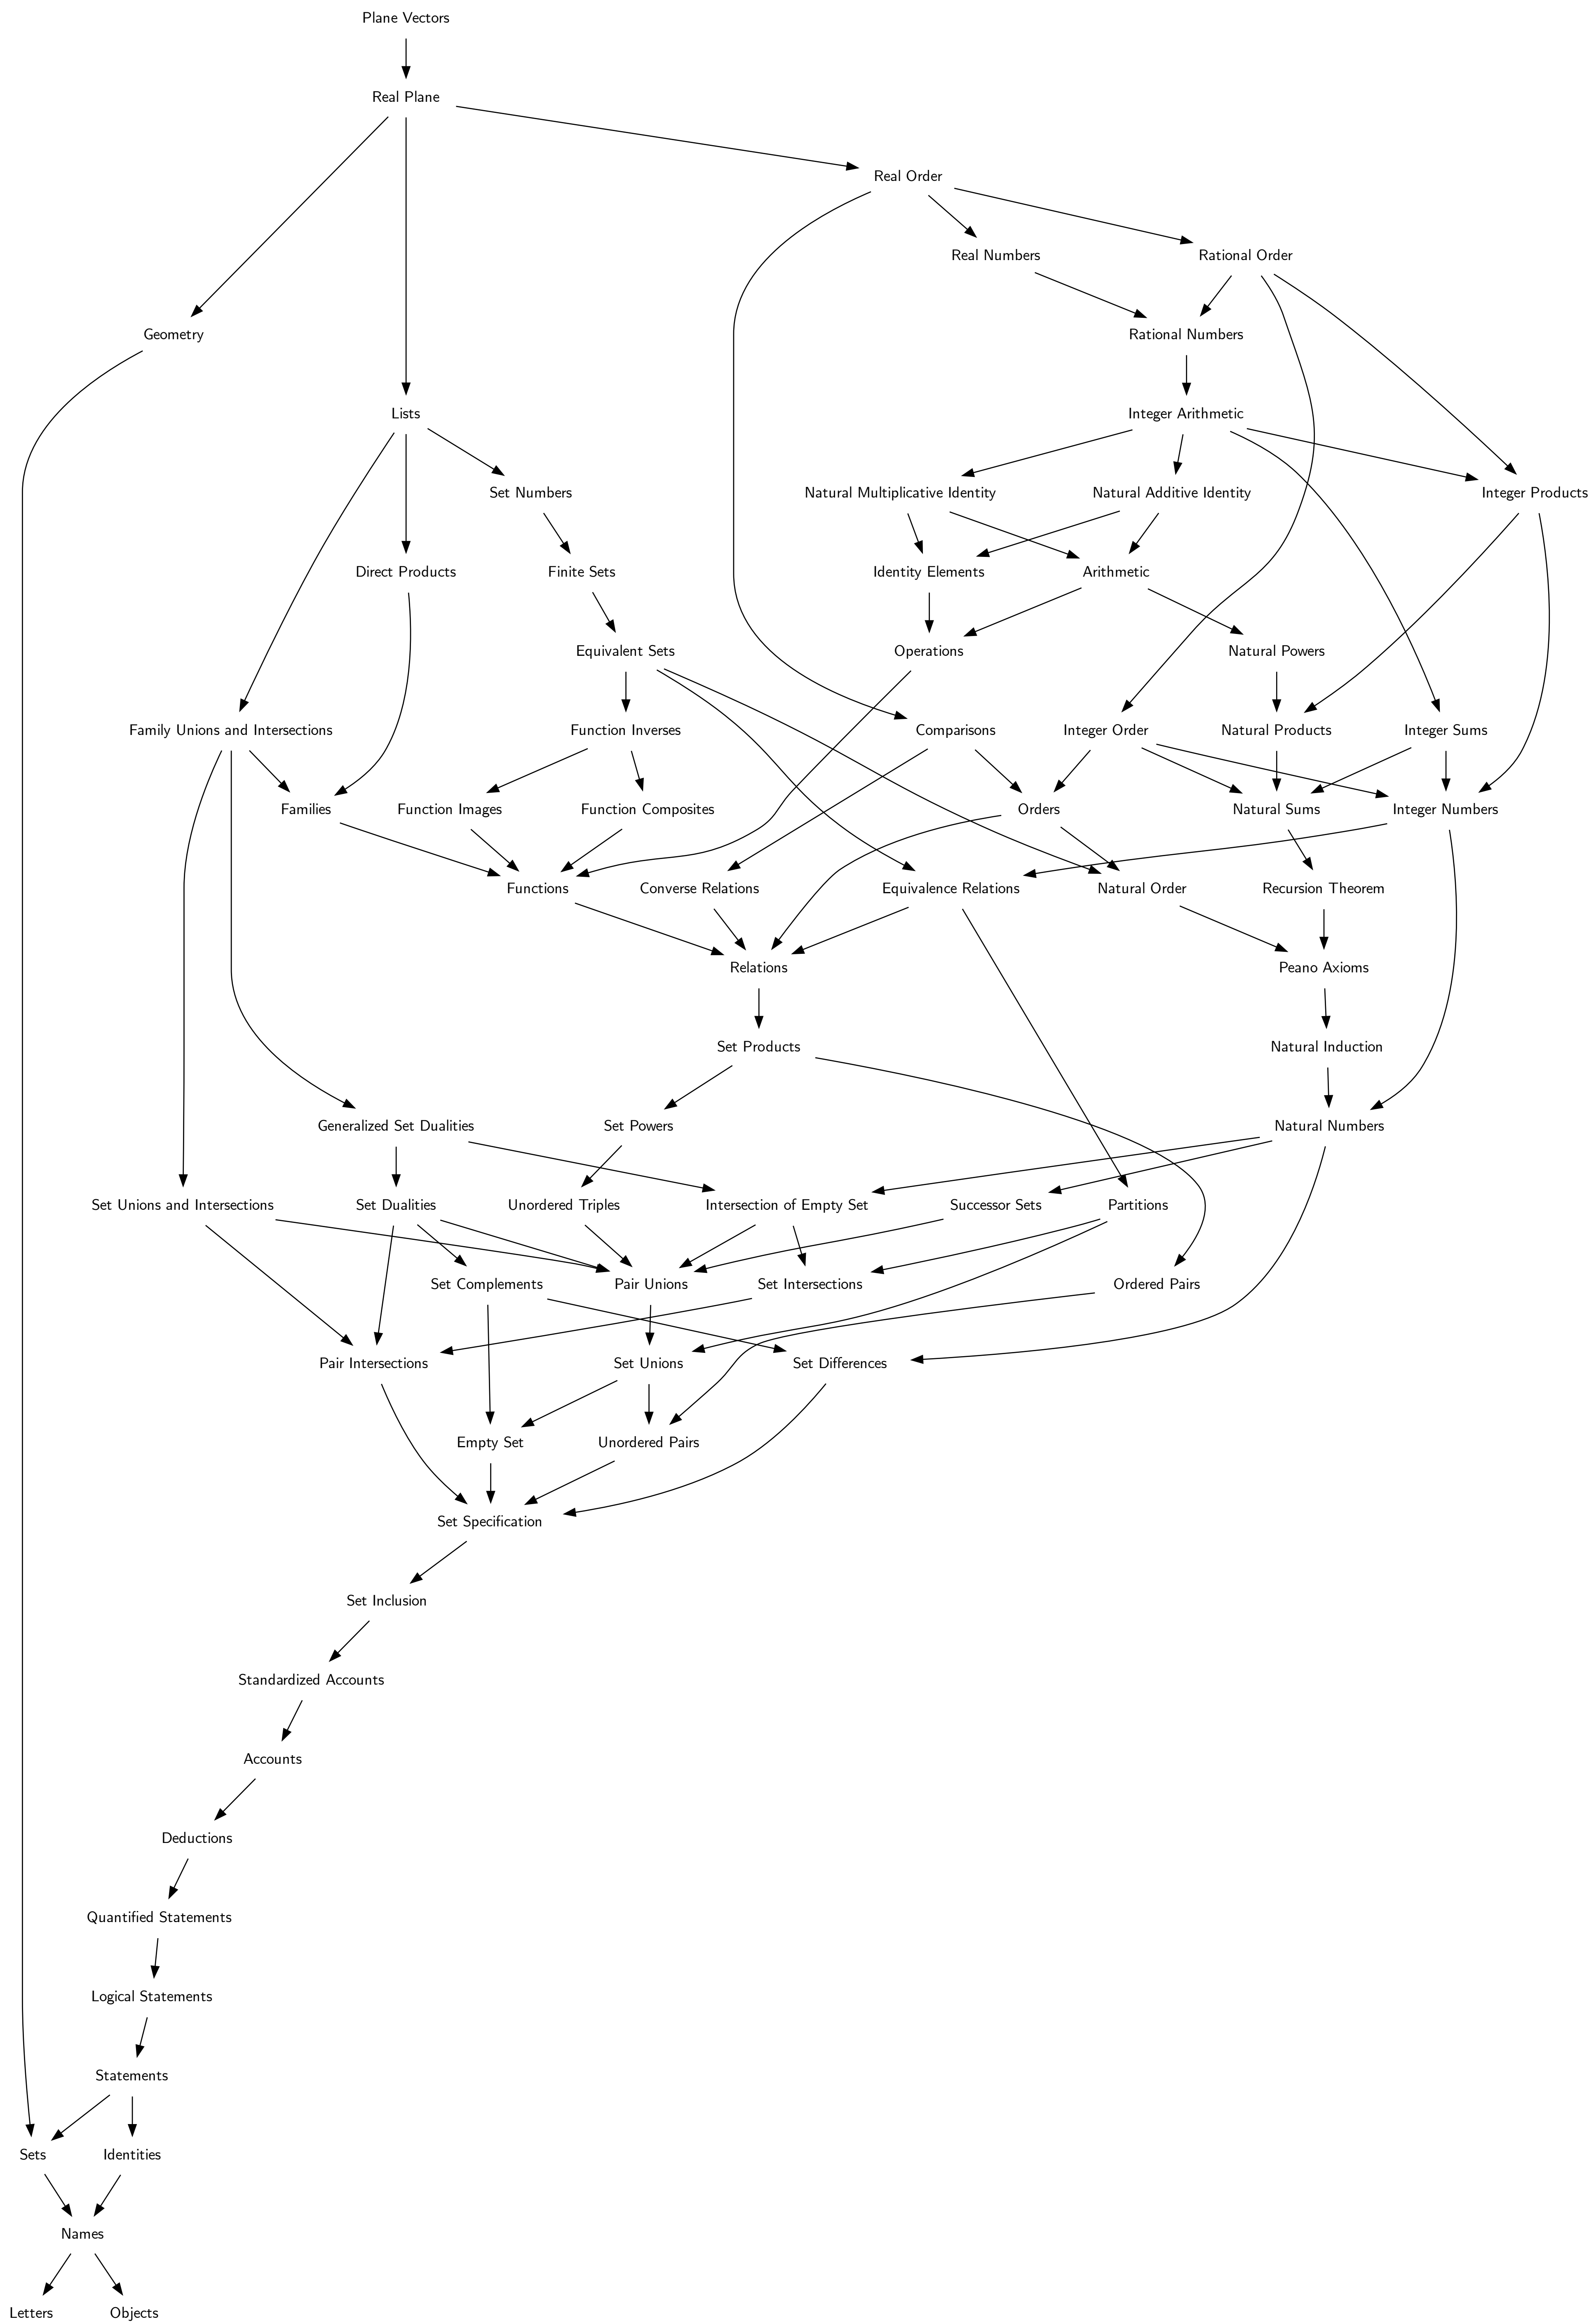 Plane Vectors
Real Plane
Real Order
Real Numbers
Rational Order
Geometry
Rational Numbers
Lists
Integer Arithmetic
Set Numbers
Natural Multiplicative Identity
Natural Additive Identity
Integer Products
Direct Products
Finite Sets
Identity Elements
Arithmetic
Equivalent Sets
Operations
Natural Powers
Family Unions and Intersections
Function Inverses
Comparisons
Integer Order
Natural Products
Integer Sums
Families
Function Images
Function Composites
Orders
Natural Sums
Integer Numbers
Functions
Converse Relations
Equivalence Relations
Natural Order
Recursion Theorem
Relations
Peano Axioms
Set Products
Natural Induction
Generalized Set Dualities
Set Powers
Natural Numbers
Set Unions and Intersections
Set Dualities
Unordered Triples
Intersection of Empty Set
Successor Sets
Partitions
Set Complements
Pair Unions
Set Intersections
Ordered Pairs
Pair Intersections
Set Unions
Set Differences
Empty Set
Unordered Pairs
Set Specification
Set Inclusion
Standardized Accounts
Accounts
Deductions
Quantified Statements
Logical Statements
Statements
Sets
Identities
Names
Letters
Objects